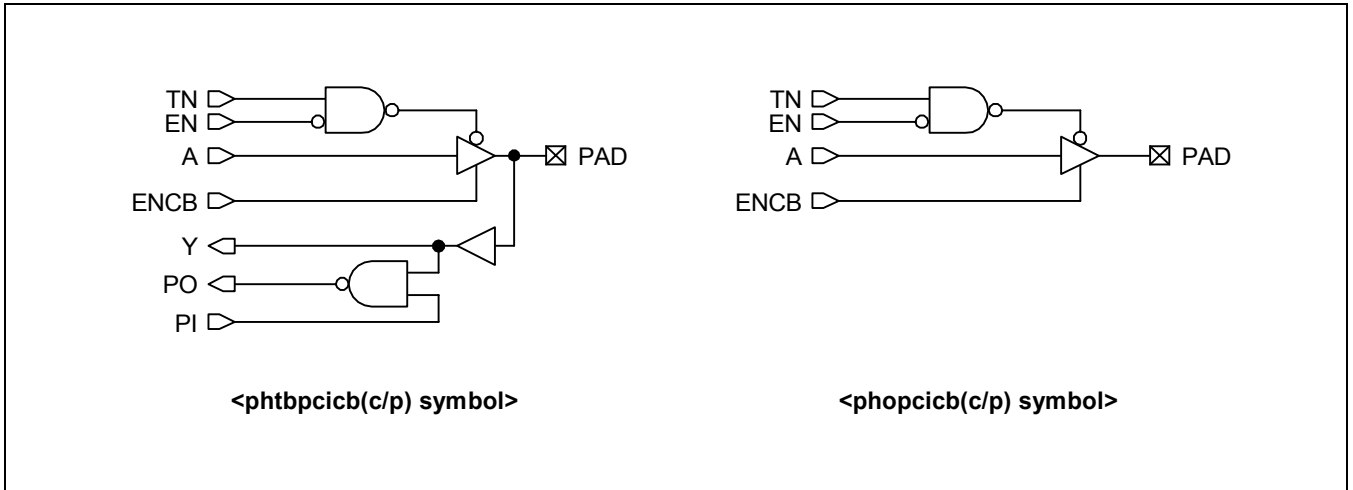 TN
EN
A
PAD
ENCB
Y
PO
PI
<phtbpcicb(c/p) symbol>
TN
EN
A
PAD
ENCB
<phopcicb(c/p) symbol>